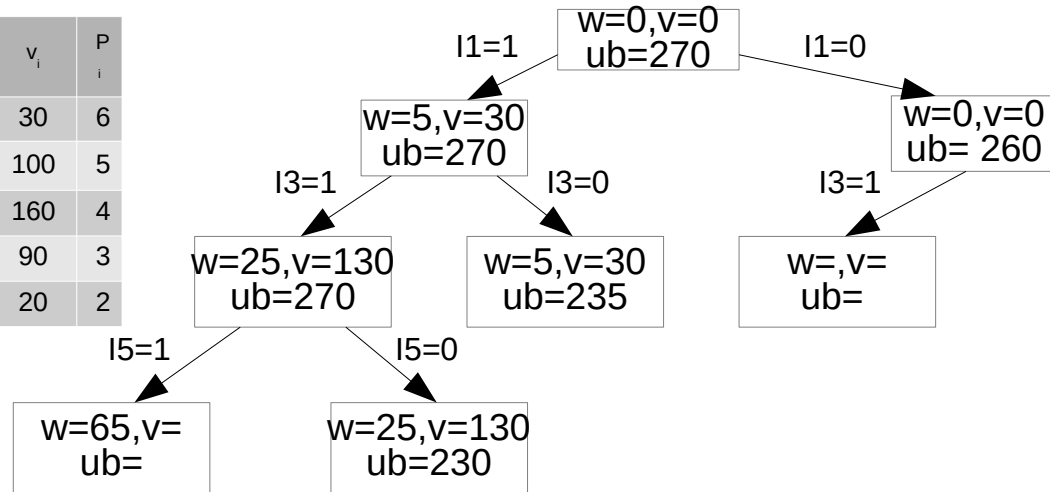 v i P i
30 6
100 5
160 4
90 3
20 2
w=0,v=0
ub=270
I1=1
I1=0
w=5,v=30
ub=270
w=0,v=0
ub= 260
I3=1
I3=0
I3=1
w=25,v=130
ub=270
w=5,v=30
ub=235
w=,v=
ub=
I5=1
I5=0
w=65,v=
ub=
w=25,v=130
ub=230